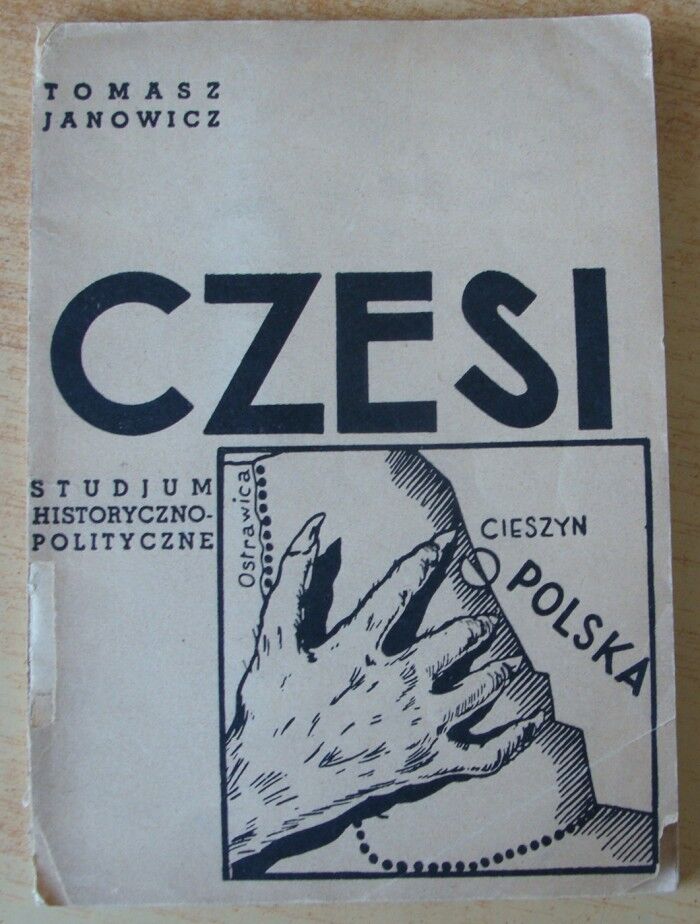 TOMASZ
JANOWICZ
CZESI
STUDJUM
HISTORYCZNO-
POLITYCZNE
Ostrawica
CIESZYN
POLSKA